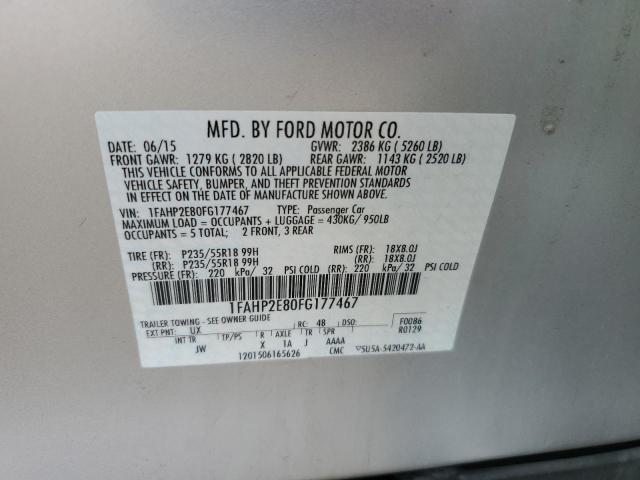 MFD. BY FORD MOTOR CO.
DATE: 06/15 GVWR: 2386 KG ( 5260 LB)
FRONT GAWR: 1279 KG ( 2820 LB) REAR GAWR: 1143 KG ( 2520 LB)
THIS VEHICLE CONFORMS TO ALL APPLICABLE FEDERAL MOTOR
VEHICLE SAFETY, BUMPER, AND THEFT PREVENTION STANDARDS
IN EFFECT ON THE DATE OF MANUFACTURE SHOWN ABOVE.
VIN: 1FAHP2E80FG177467 TYPE: Passenger Car
MAXIMUM LOAD = OCCUPANTS + LUGGAGE = 430KG/ 950LB
OCCUPANTS = 5 TOTAL; 2 FRONT, 3 REAR
TIRE (FR): P235/55R18 99H RIMS (FR): 18X8.0J
(RR): P235/55R18 99H (RR): 18X8.0J
PRESSURE (FR): 220 kPa/ 32 PSI COLD (RR): 220 kPa/ 32 PSI COLD
1FAHP2E80FG177467
TRAILER TOWING - SEE OWNER GUIDE
EXT PNT: UX RC: 48 DSO: F0086
INT TR TP/PS R AXLE TR SPR R0129
JW X 1A J AAAA
1201506165626 CMC ▽5U5A-5420472-AA